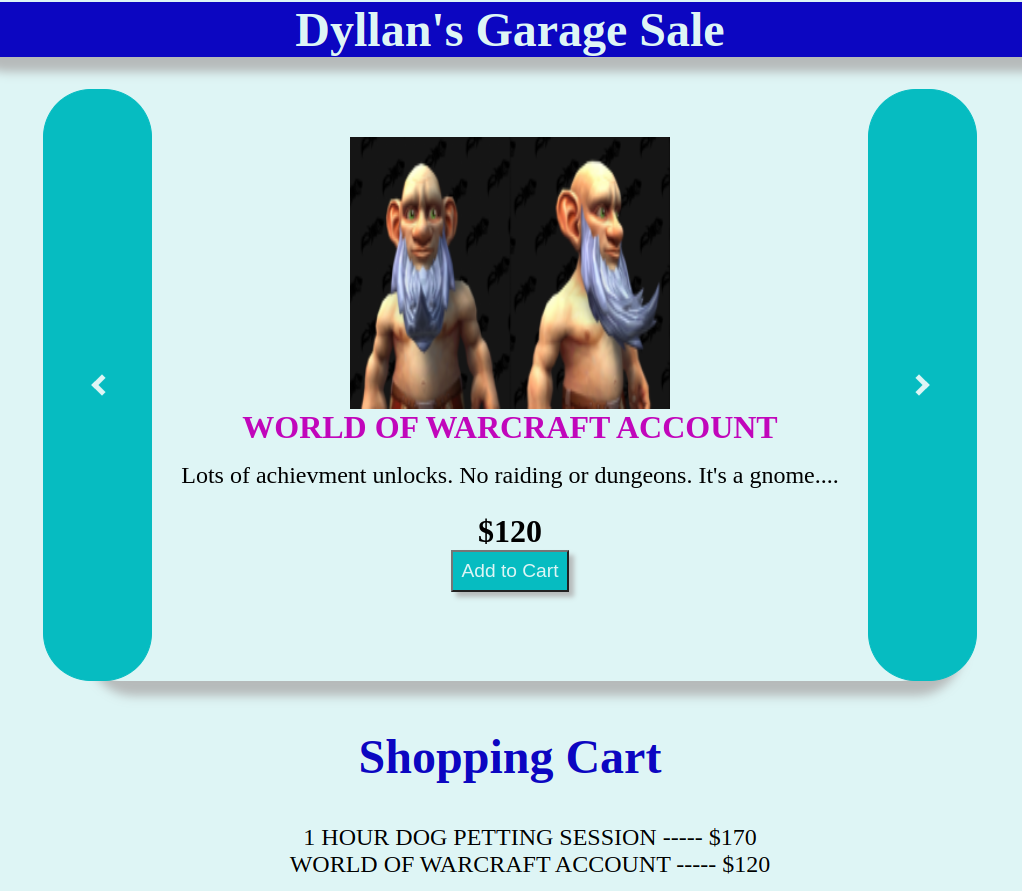 Dyllan's Garage Sale
WORLD OF WARCRAFT ACCOUNT
Lots of achievment unlocks. No raiding or dungeons. It's a gnome....
$120
Add to Cart
Shopping Cart
1 HOUR DOG PETTING SESSION ----- $170
WORLD OF WARCRAFT ACCOUNT ----- $120